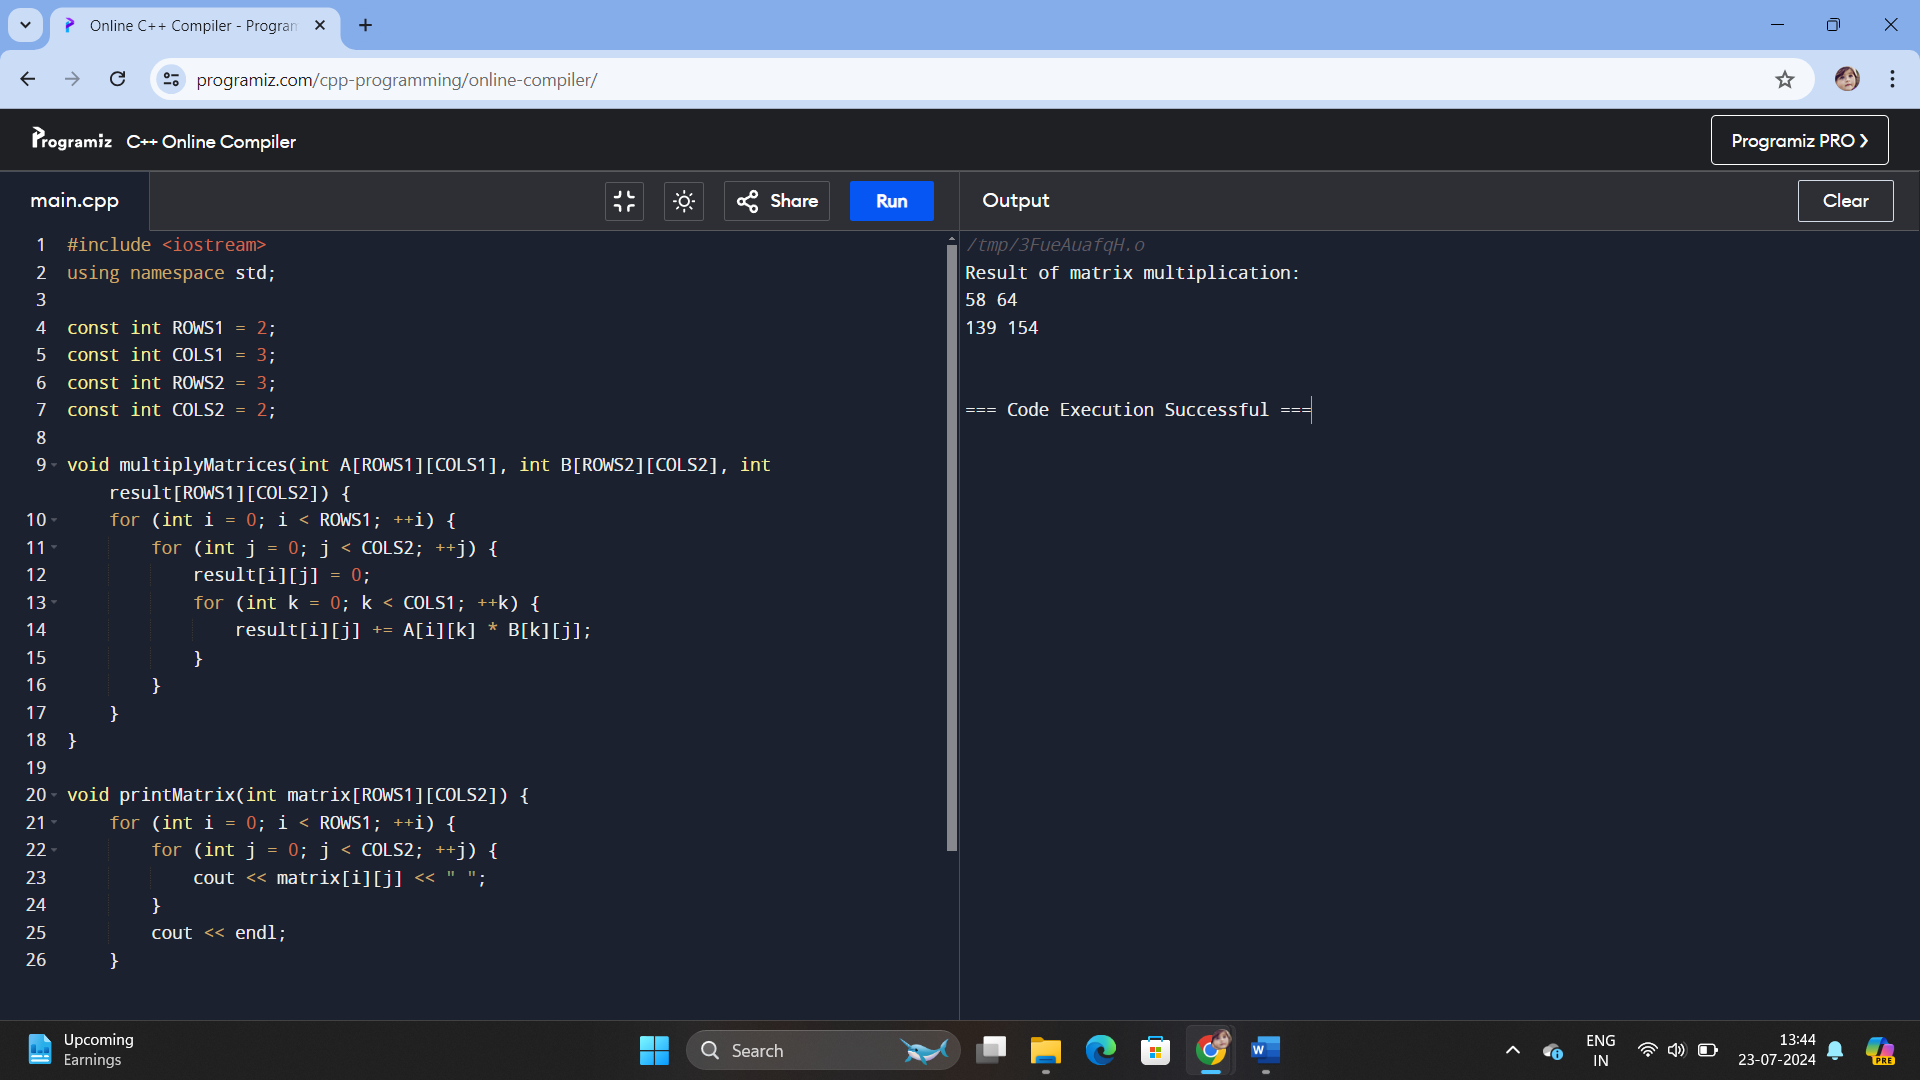 Online C++ Compiler - Program
programiz.com/cpp-programming/online-compiler/
Programiz C++ Online Compiler
Programiz PRO ❯
main.cpp
Share
Run
Output
Clear
1 #include <iostream>
2 using namespace std;
3
4 const int ROWS1 = 2;
5 const int COLS1 = 3;
6 const int ROWS2 = 3;
7 const int COLS2 = 2;
8
9 void multiplyMatrices(int A[ROWS1][COLS1], int B[ROWS2][COLS2], int
result[ROWS1][COLS2]) {
10 for (int i = 0; i < ROWS1; ++i) {
11 for (int j = 0; j < COLS2; ++j) {
12 result[i][j] = 0;
13 for (int k = 0; k < COLS1; ++k) {
14 result[i][j] += A[i][k] * B[k][j];
15 }
16 }
17 }
18 }
19
20 void printMatrix(int matrix[ROWS1][COLS2]) {
21 for (int i = 0; i < ROWS1; ++i) {
22 for (int j = 0; j < COLS2; ++j) {
23 cout << matrix[i][j] << " ";
24 }
25 cout << endl;
26 }
/tmp/3FueAuafqH.o
Result of matrix multiplication:
58 64
139 154
=== Code Execution Successful ===
Upcoming
Earnings
Search
W
ENG
IN
13:44
23-07-2024
PRE